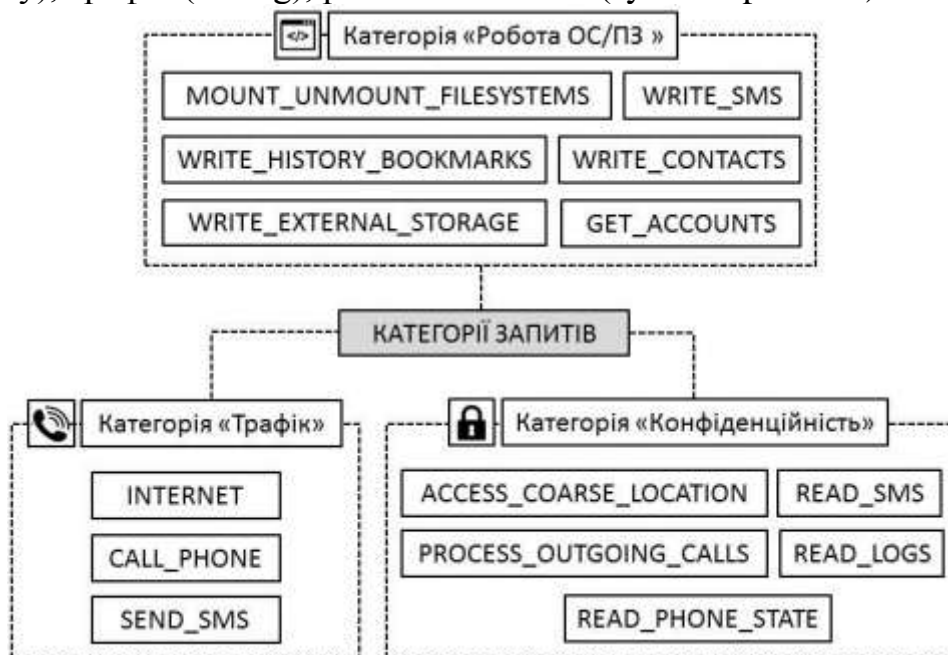 Категорія «Робота ОС/ПЗ »
MOUNT_UNMOUNT_FILESYSTEMS WRITE_SMS
WRITE_HISTORY_BOOKMARKS WRITE_CONTACTS
WRITE_EXTERNAL_STORAGE GET_ACCOUNTS
КАТЕГОРІЇ ЗАПИТІВ
Категорія «Трафік»
INTERNET
CALL_PHONE
SEND_SMS
Категорія «Конфіденційність»
ACCESS_COARSE_LOCATION READ_SMS
PROCESS_OUTGOING_CALLS READ_LOGS
READ_PHONE_STATE